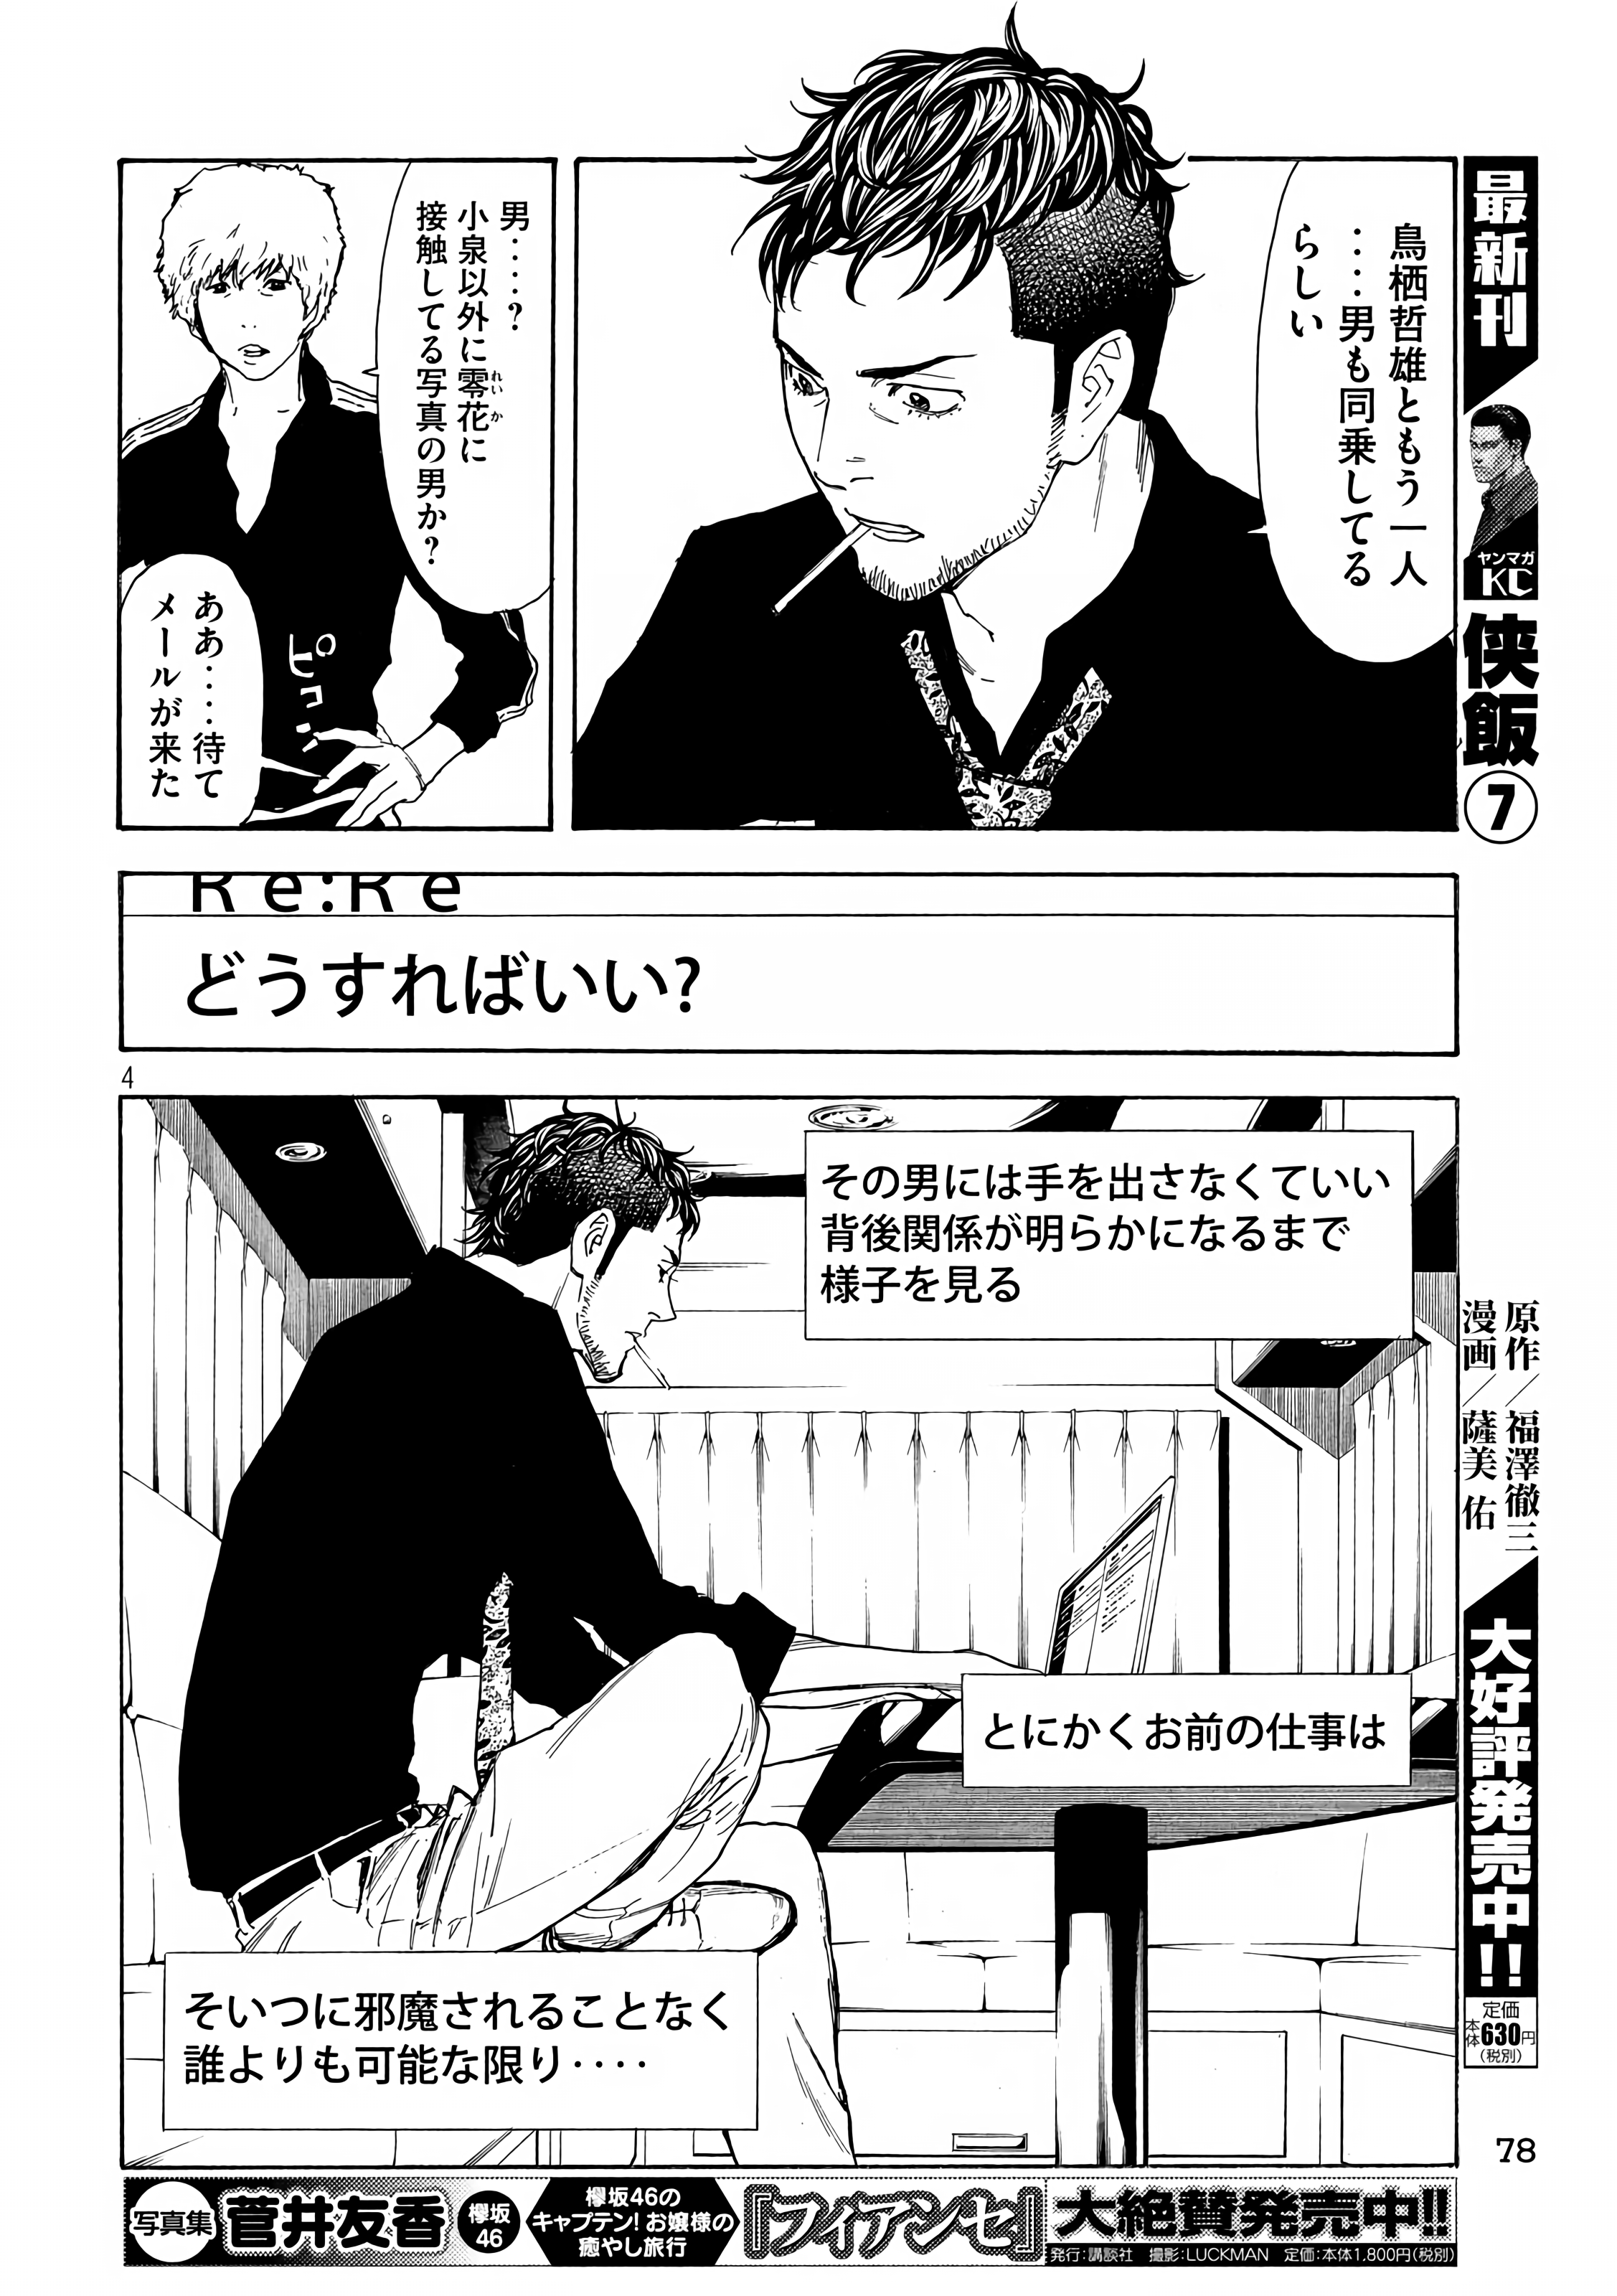 鳥栖哲雄ともう一人
‥‥男も同乗してる
らしい
男‥‥?
小泉以外に零花に
れいか
接触してる写真の男か?
ピコン
ああ‥‥待て
メールが来た
Re:Re
どうすればいい?
4
その男には手を出さなくていい
背後関係が明らかになるまで
様子を見る
とにかくお前の仕事は
そいつに邪魔されることなく
誰よりも可能な限り‥‥
最新刊
ヤンマガ
KC
侠飯
⑦
原作/福澤徹三
漫画/薩美佑
大好評発売中!!
定価
本体630円
(税別)
78
写真集
菅井友香
欅坂
46
欅坂46の
キャプテン!お嬢様の
癒やし旅行
『フィアンセ』
大絶賛発売中!!
発行:講談社 撮影:LUCKMAN 定価:本体1,800円(税別)